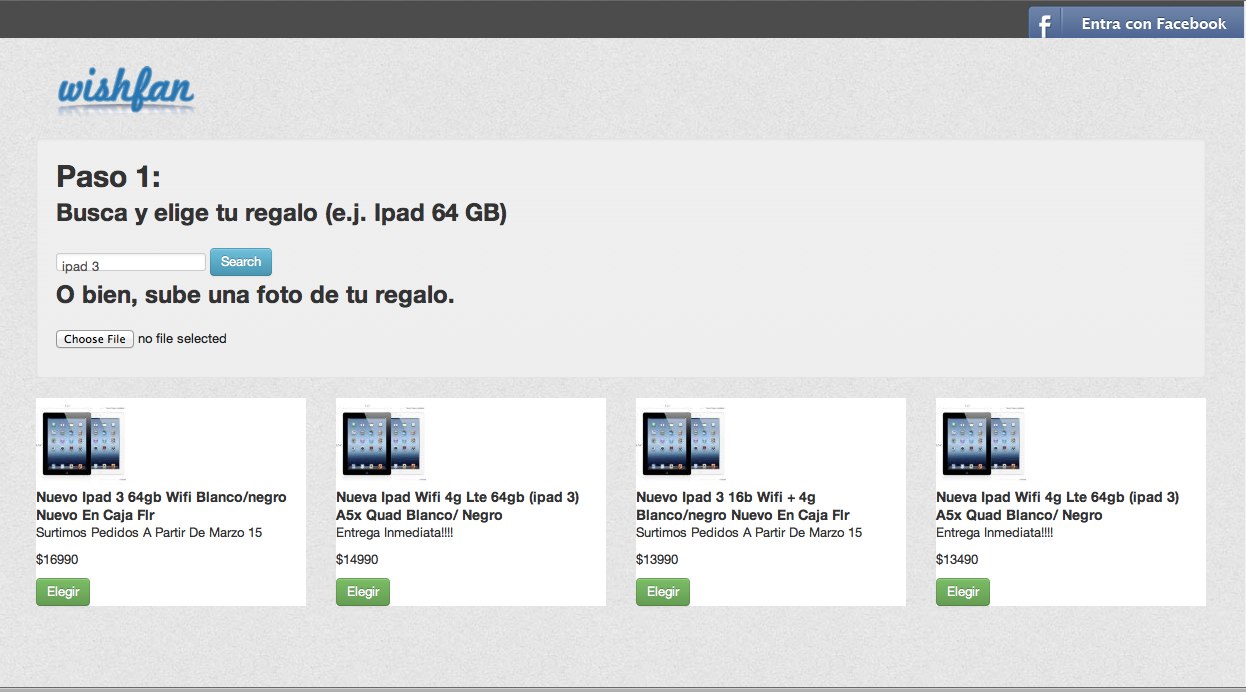 f Entra con Facebook
wishfan
Paso 1:
Busca y elige tu regalo (e.j. Ipad 64 GB)
ipad 3 Search
O bien, sube una foto de tu regalo.
Choose File no file selected
Nuevo Ipad 3 64gb Wifi Blanco/negro
Nuevo En Caja Flr
Surtimos Pedidos A Partir De Marzo 15
$16990
Elegir
Nueva Ipad Wifi 4g Lte 64gb (ipad 3)
A5x Quad Blanco/ Negro
Entrega Inmediata!!!!
$14990
Elegir
Nuevo Ipad 3 16b Wifi + 4g
Blanco/negro Nuevo En Caja Flr
Surtimos Pedidos A Partir De Marzo 15
$13990
Elegir
Nueva Ipad Wifi 4g Lte 64gb (ipad 3)
A5x Quad Blanco/ Negro
Entrega Inmediata!!!!
$13490
Elegir